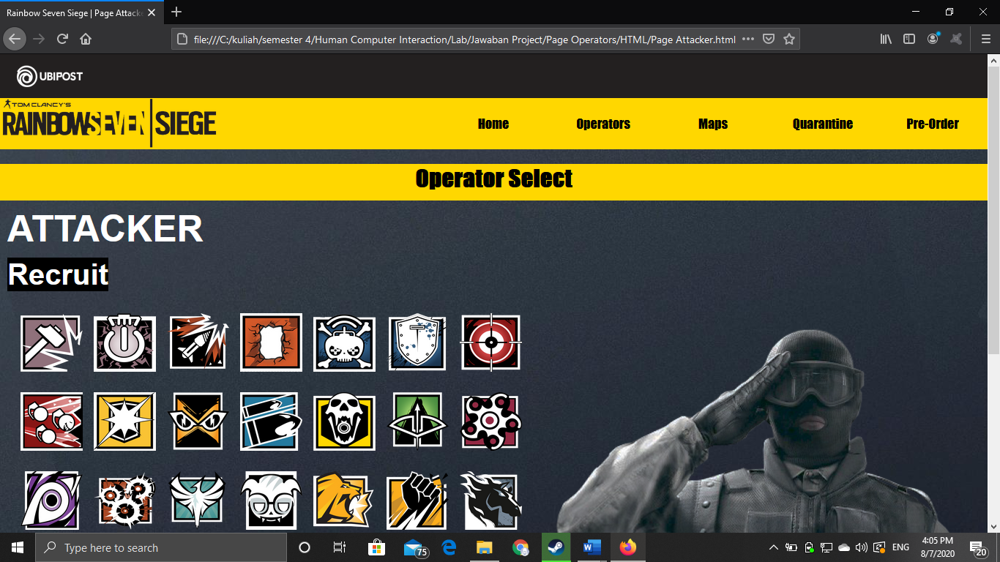 Rainbow Seven Siege | Page Attack
file:///C:/kuliah/semester 4/Human Computer Interaction/Lab/Jawaban Project/Page Operators/HTML/Page Attacker.html
UBIPOST
TOM CLANCY'S
RAINBOWSEVEN SIEGE
Home Operators Maps Quarantine Pre-Order
Operator Select
ATTACKER
Recruit
Type here to search
75
ENG
4:05 PM
8/7/2020
20